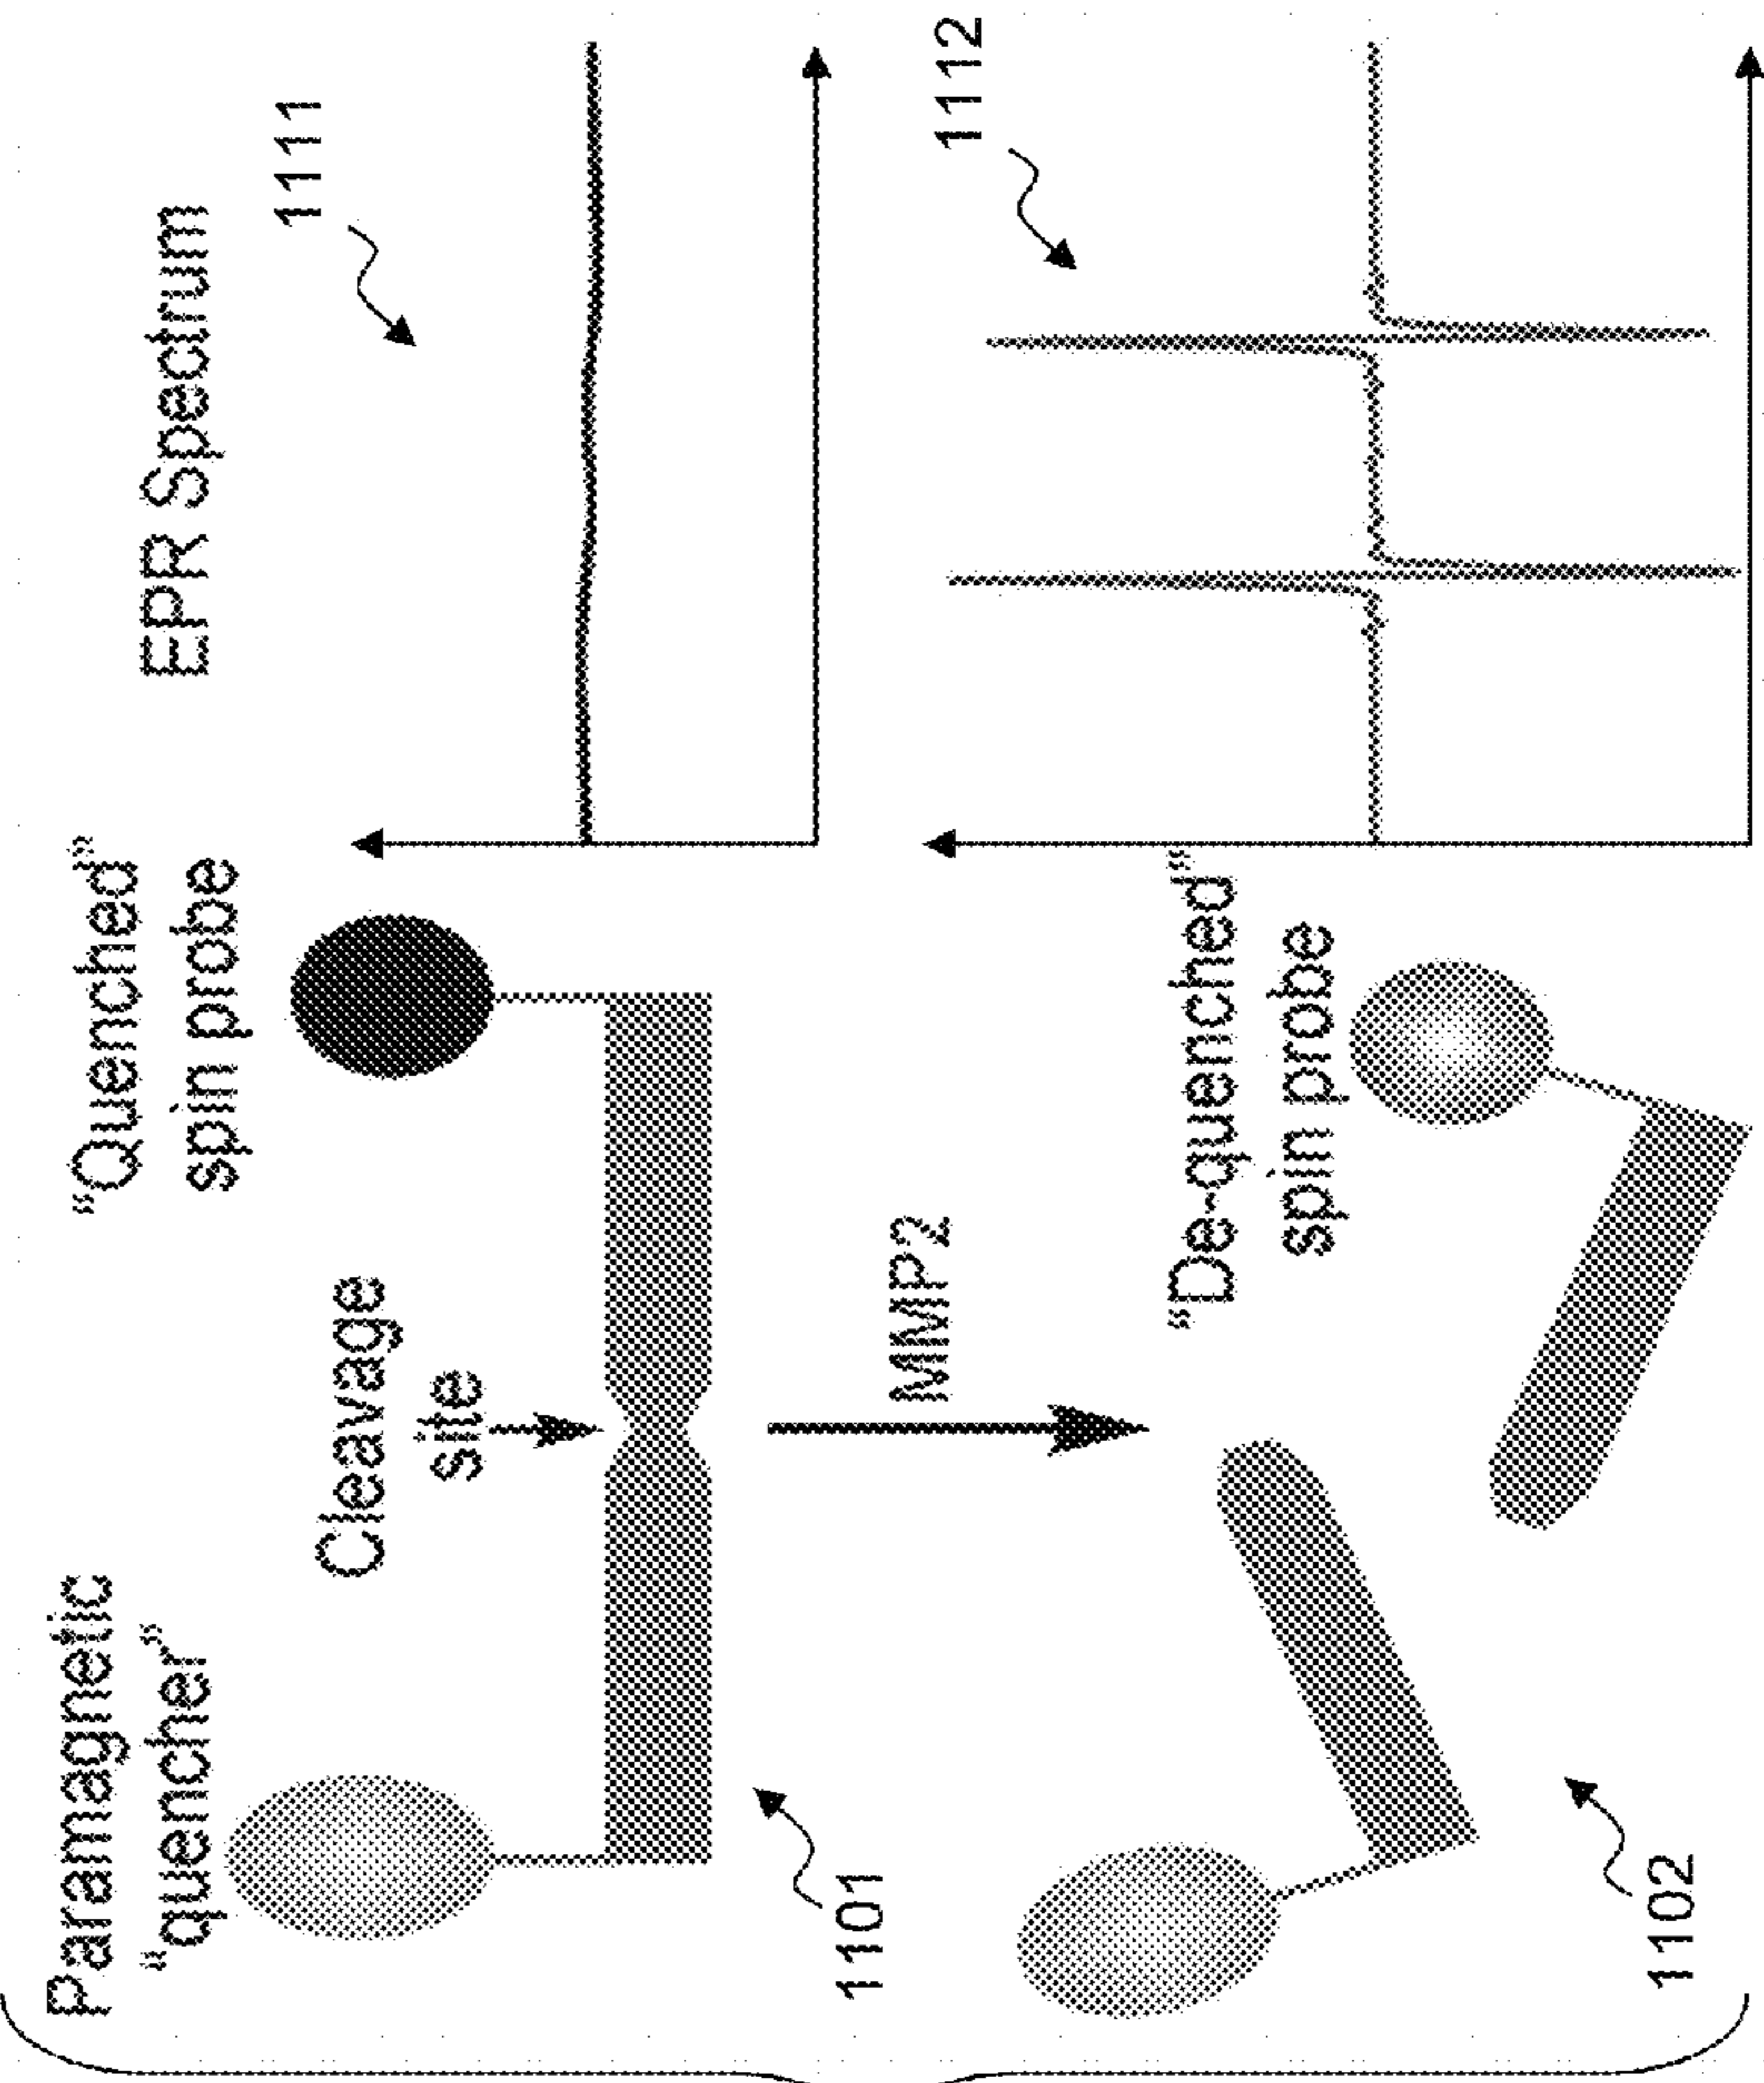 Paramagnetic
"quencher"
Cleavage
site
"Quenched"
spin probe
EPR Spectrum
1111
1101
MMP2
"De-quenched"
spin probe
1112
1102